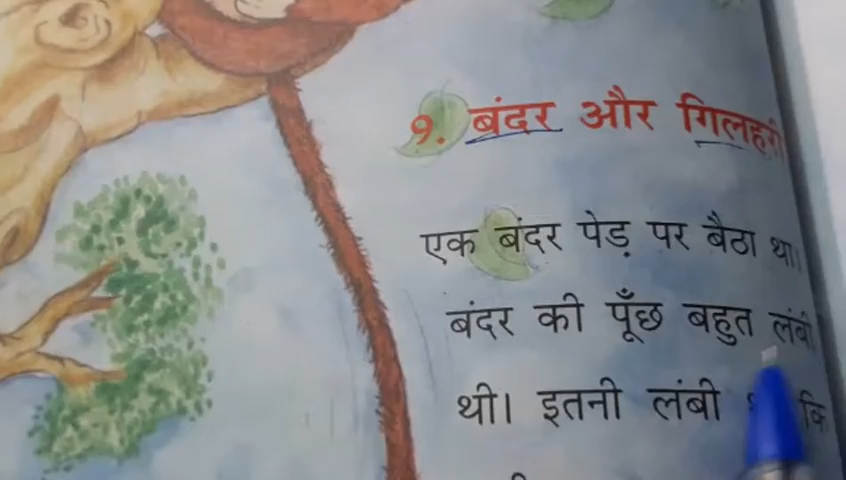 ९. बंदर और गिलहरी
एक बंदर पेड़ पर बैठा था।
बंदर की पूँछ बहुत लंबी
थी। इतनी लंबी कि